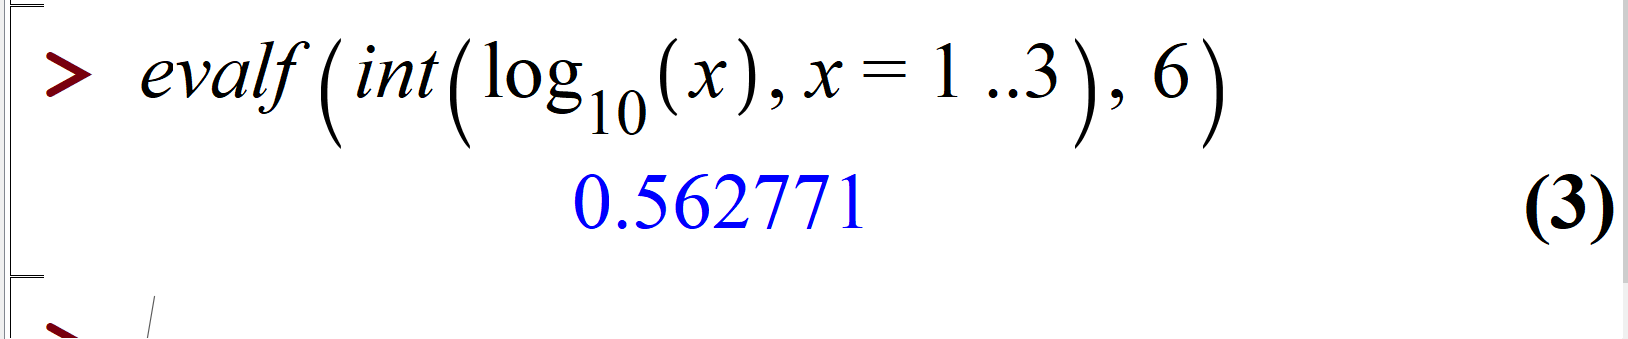 > evalf(int(log₁₀(x), x = 1 ..3), 6)
0.562771 (3)
>